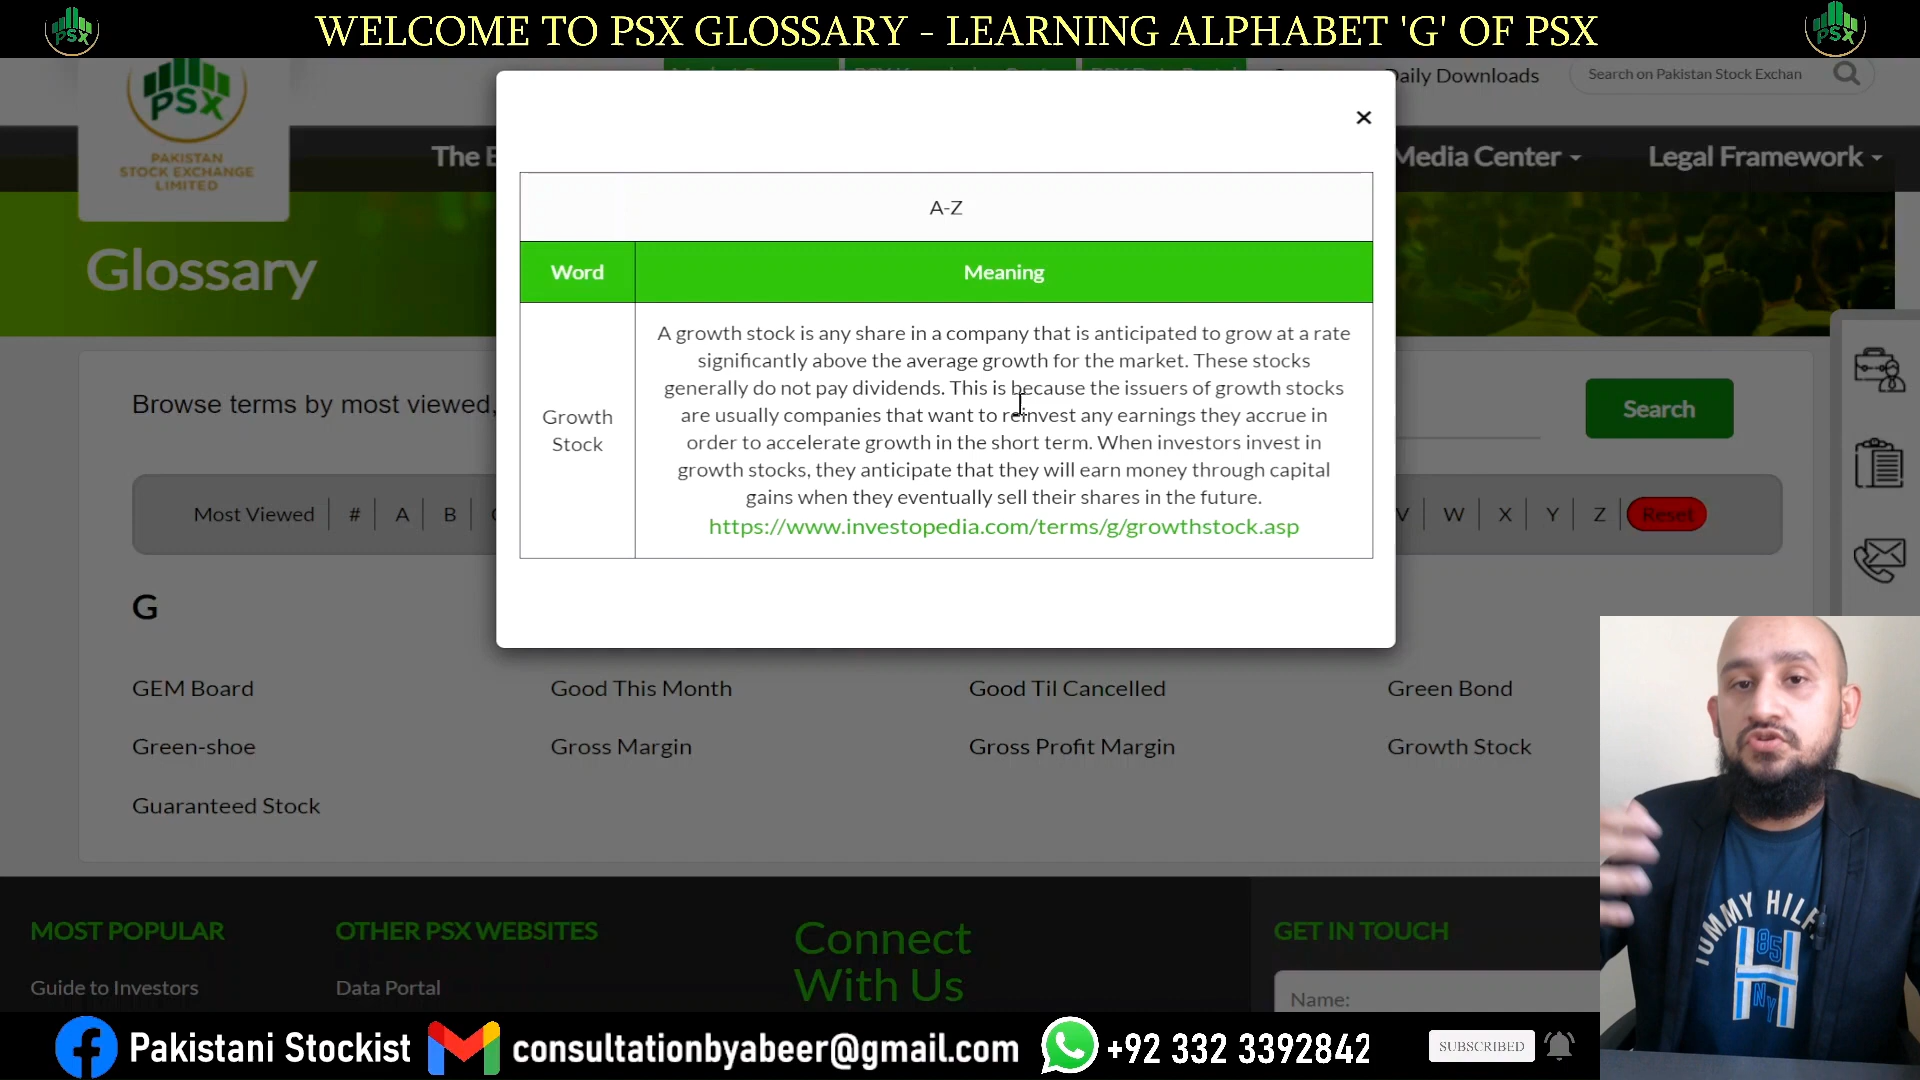 PSX
WELCOME TO PSX GLOSSARY - LEARNING ALPHABET 'G' OF PSX
PSX
Daily Downloads
Search on Pakistan Stock Exchan
PSX
PAKISTAN
STOCK EXCHANGE
LIMITED
The E
Media Center
Legal Framework
Glossary
×
A-Z
Word
Meaning
Growth
Stock
A growth stock is any share in a company that is anticipated to grow at a rate
significantly above the average growth for the market. These stocks
generally do not pay dividends. This is because the issuers of growth stocks
are usually companies that want to reinvest any earnings they accrue in
order to accelerate growth in the short term. When investors invest in
growth stocks, they anticipate that they will earn money through capital
gains when they eventually sell their shares in the future.
https://www.investopedia.com/terms/g/growthstock.asp
Browse terms by most viewed,
Search
Most Viewed | # | A | B
V | W | X | Y | Z | Reset
G
GEM Board
Good This Month
Good Til Cancelled
Green Bond
Green-shoe
Gross Margin
Gross Profit Margin
Growth Stock
Guaranteed Stock
MOST POPULAR
Guide to Investors
OTHER PSX WEBSITES
Data Portal
Connect
With Us
GET IN TOUCH
Name:
TOMMY HILF
85
H
NY
Pakistani Stockist
consultationbyabeer@gmail.com
+92 332 3392842
SUBSCRIBED